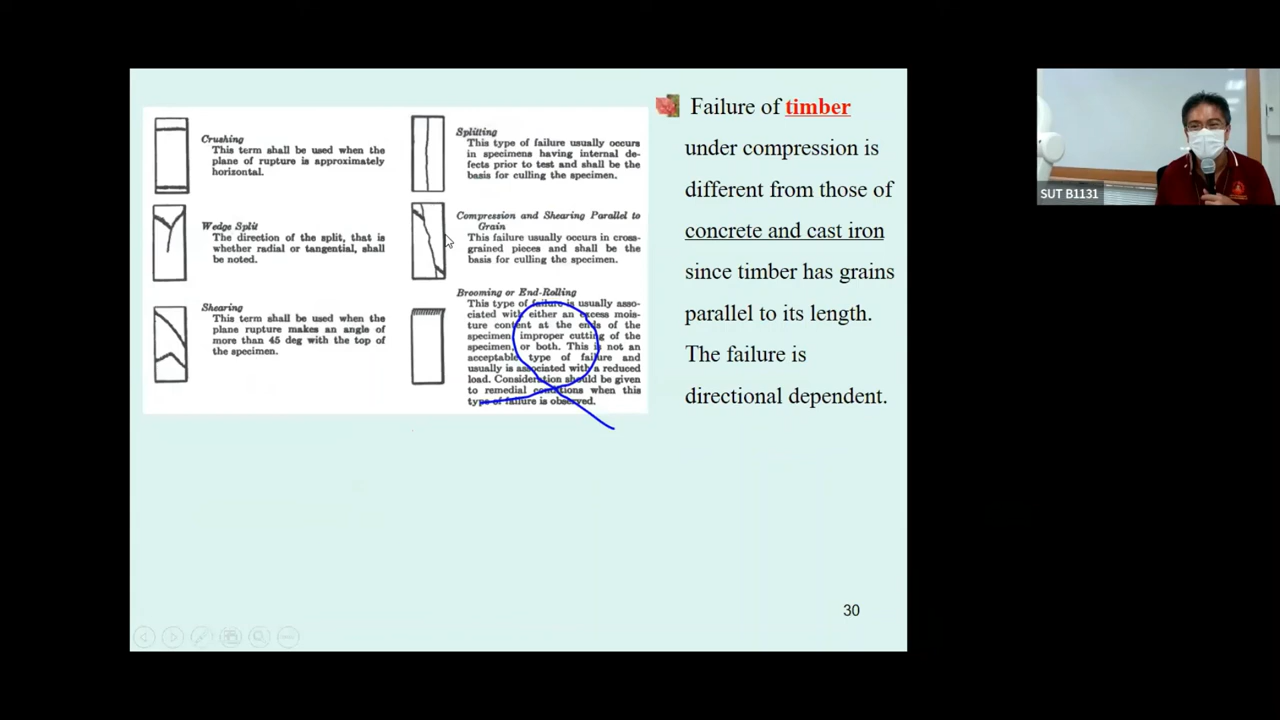 Crushing
This term shall be used when the
plane of rupture is approximately
horizontal.
Wedge Split
The direction of the split, that is
whether radial or tangential, shall
be noted.
Shearing
This term shall be used when the
plane rupture makes an angle of
more than 45 deg with the top of
the specimen.
Splitting
This type of failure usually occurs
in specimens having internal de-
fects prior to test and shall be the
basis for culling the specimen.
Compression and Shearing Parallel to
Grain
This failure usually occurs in cross-
grained pieces and shall be the
basis for culling the specimen.
Brooming or End-Rolling
This type of failure is usually asso-
ciated with either an excess mois-
ture content at the ends of the
specimen, improper cutting of the
specimen, or both. This is not an
acceptable type of failure and
usually is associated with a reduced
load. Consideration should be given
to remedial conditions when this
type of failure is observed.
Failure of timber
under compression is
different from those of
concrete and cast iron
since timber has grains
parallel to its length.
The failure is
directional dependent.
30
SUT B1131